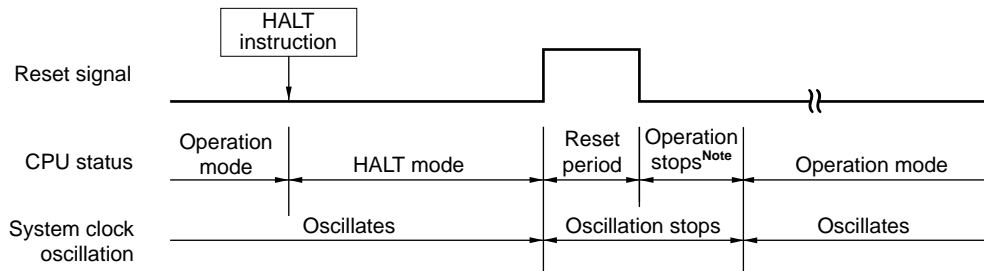 HALT
instruction
Reset signal
CPU status
Operation
mode
HALT mode
Reset
period
Operation
stopsNote
Operation mode
System clock
oscillation
Oscillates
Oscillation stops
Oscillates